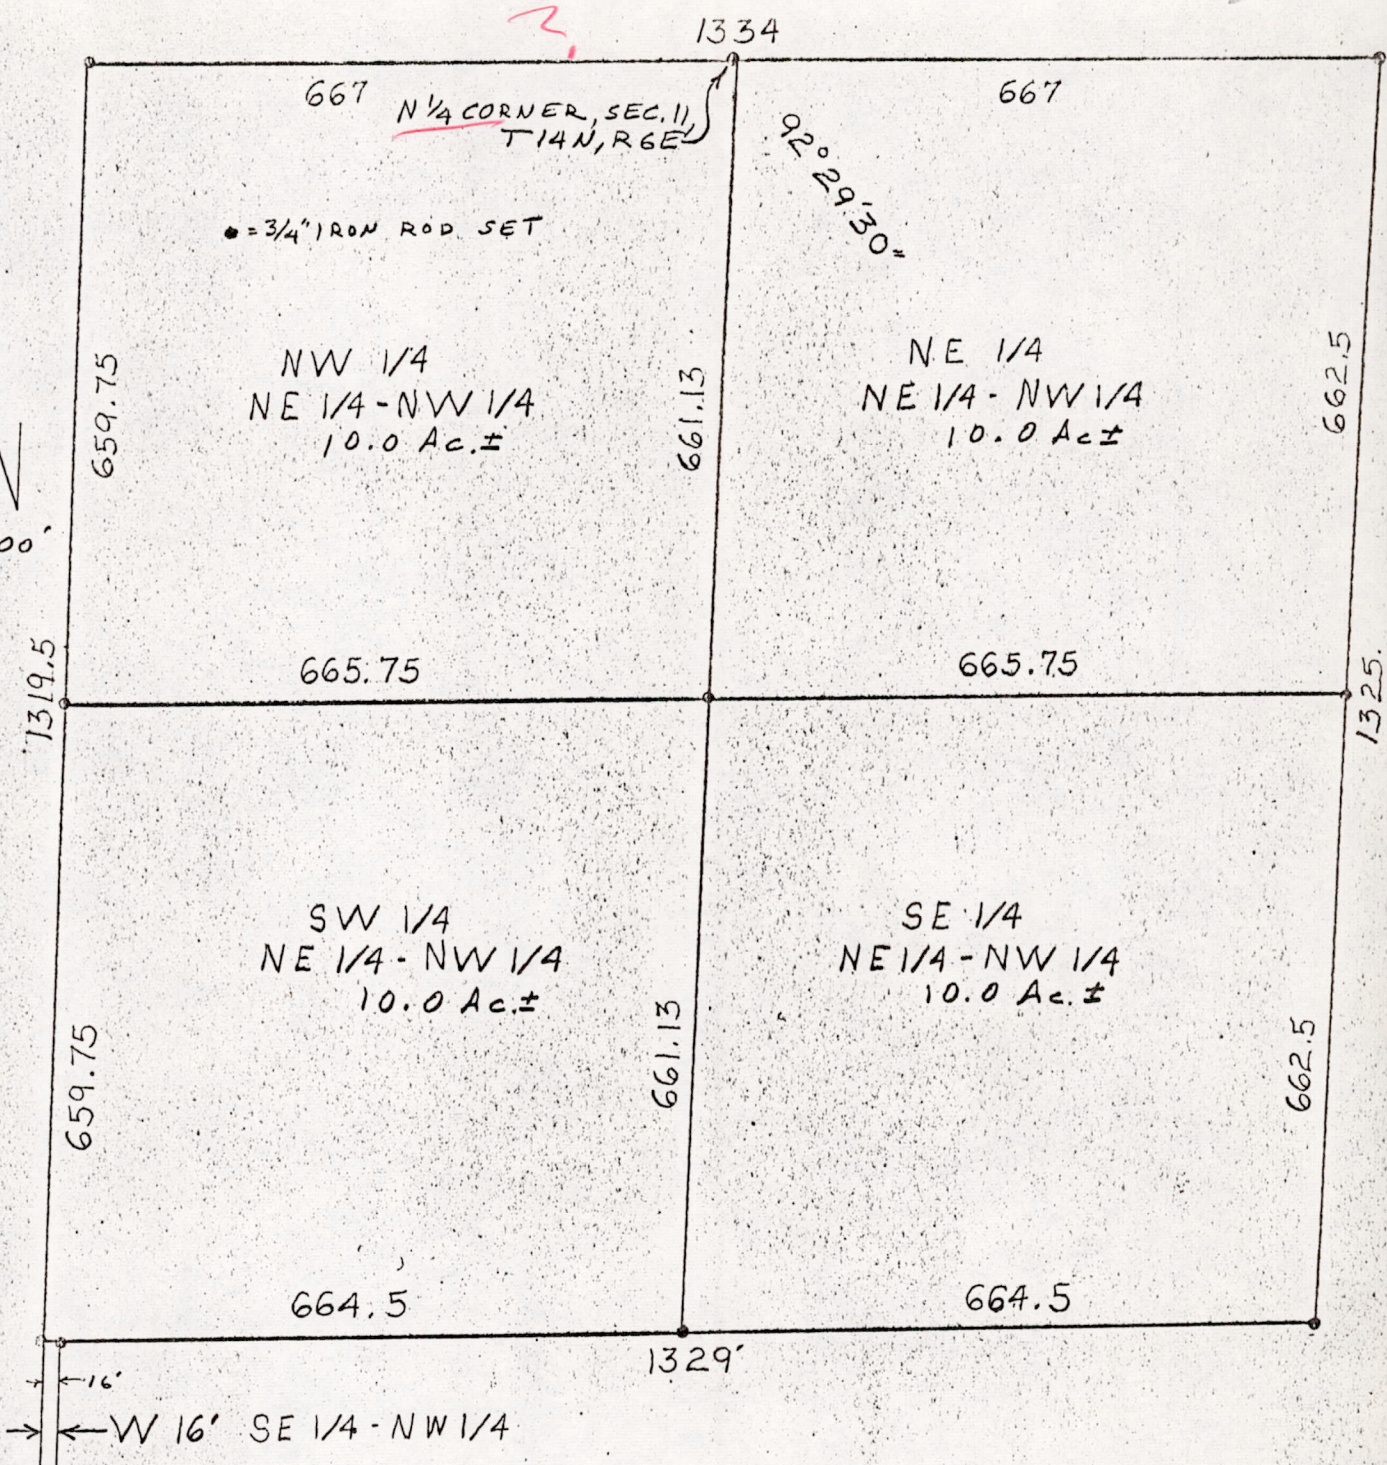 ?
1334
667
667
N 1/4 CORNER, SEC. 11,
T 14 N, R 6 E
92° 29' 30"
• = 3/4" IRON ROD SET
NW 1/4
NE 1/4 - NW 1/4
10.0 Ac. ±
NE 1/4
NE 1/4 - NW 1/4
10.0 Ac ±
659.75
661.13
662.5
00'
1319.5
665.75
665.75
1325.
SW 1/4
NE 1/4 - NW 1/4
10.0 Ac. ±
SE 1/4
NE 1/4 - NW 1/4
10.0 Ac. ±
659.75
661.13
662.5
664.5
664.5
1329'
16'
W 16' SE 1/4 - NW 1/4